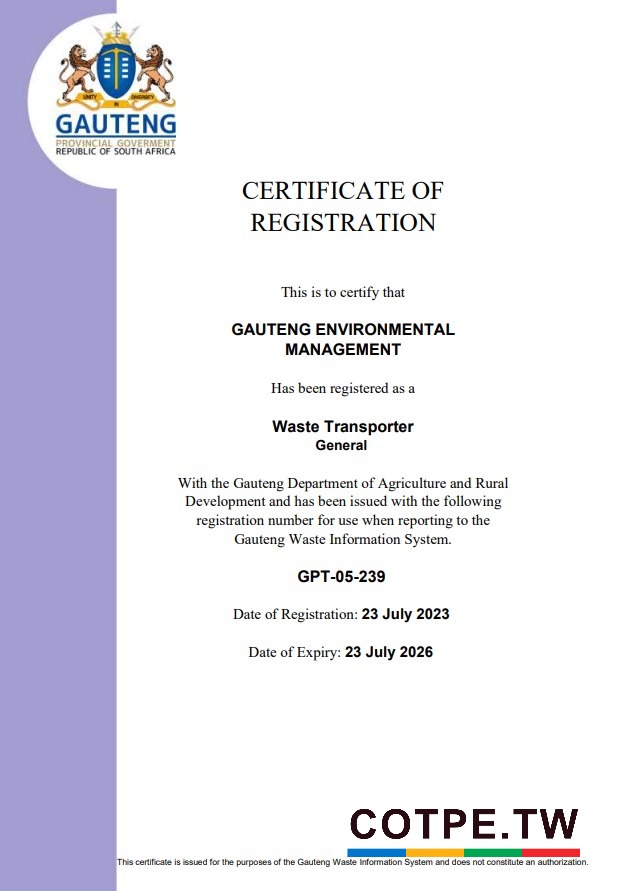 UNITY
IN
DIVERSITY
GAUTENG
PROVINCIAL GOVERMENT
REPUBLIC OF SOUTH AFRICA
CERTIFICATE OF
REGISTRATION
This is to certify that
GAUTENG ENVIRONMENTAL
MANAGEMENT
Has been registered as a
Waste Transporter
General
With the Gauteng Department of Agriculture and Rural
Development and has been issued with the following
registration number for use when reporting to the
Gauteng Waste Information System.
GPT-05-239
Date of Registration: 23 July 2023
Date of Expiry: 23 July 2026
COTPE.TW
This certificate is issued for the purposes of the Gauteng Waste Information System and does not constitute an authorization.